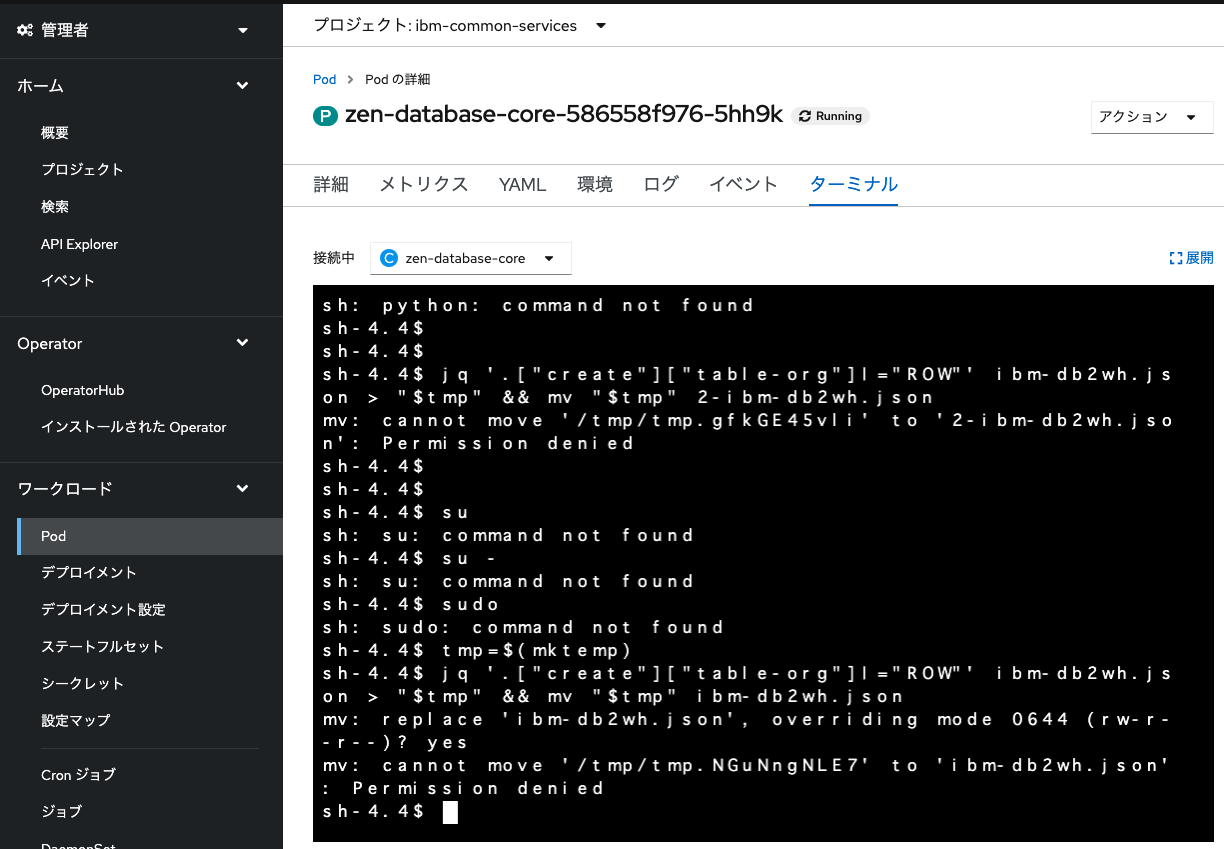 管理者
ホーム
概要
プロジェクト
検索
API Explorer
イベント
Operator
OperatorHub
インストールされた Operator
ワークロード
Pod
デプロイメント
デプロイメント設定
ステートフルセット
シークレット
設定マップ
Cron ジョブ
ジョブ
DaemonSet
プロジェクト: ibm-common-services
Pod > Pod の詳細
P zen-database-core-586558f976-5hh9k Running
アクション
詳細 メトリクス YAML 環境 ログ イベント ターミナル
接続中 C zen-database-core 展開
sh: python: command not found
sh-4.4$
sh-4.4$
sh-4.4$ jq '.["create"]["table-org"]|="ROW"' ibm-db2wh.js
on > "$tmp" && mv "$tmp" 2-ibm-db2wh.json
mv: cannot move '/tmp/tmp.gfkGE45vli' to '2-ibm-db2wh.jso
n': Permission denied
sh-4.4$
sh-4.4$
sh-4.4$ su
sh: su: command not found
sh-4.4$ su -
sh: su: command not found
sh-4.4$ sudo
sh: sudo: command not found
sh-4.4$ tmp=$(mktemp)
sh-4.4$ jq '.["create"]["table-org"]|="ROW"' ibm-db2wh.js
on > "$tmp" && mv "$tmp" ibm-db2wh.json
mv: replace 'ibm-db2wh.json', overriding mode 0644 (rw-r-
-r--)? yes
mv: cannot move '/tmp/tmp.NGuNngNLE7' to 'ibm-db2wh.json'
: Permission denied
sh-4.4$